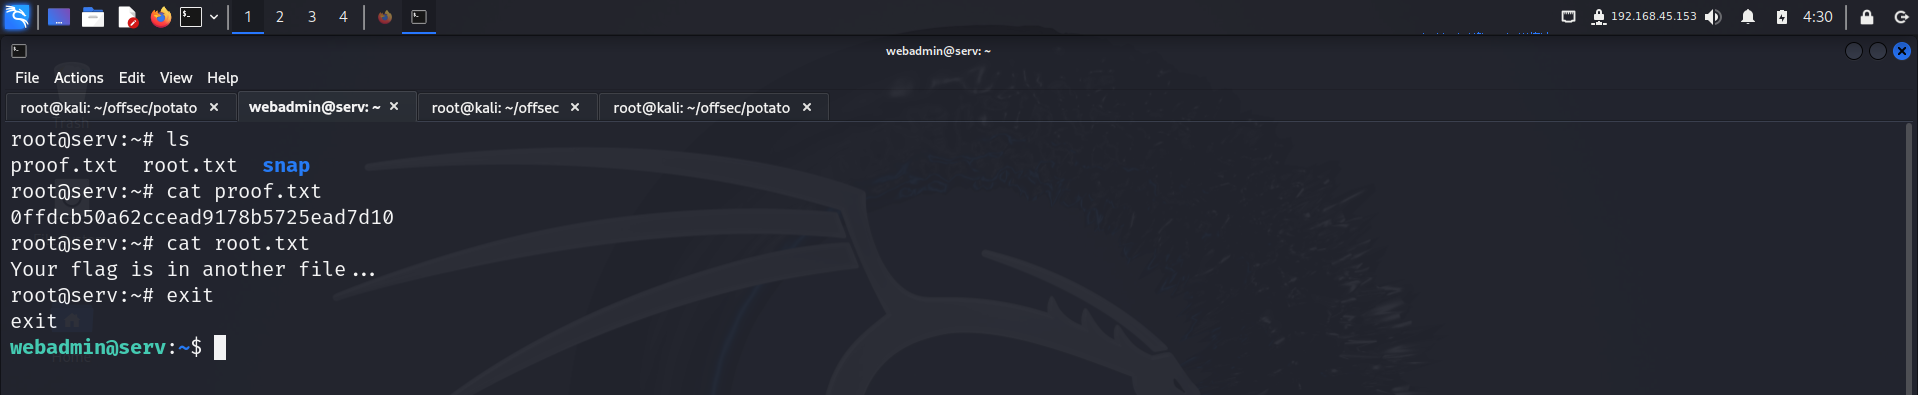 1 2 3 4 192.168.45.153 4:30
webadmin@serv: ~
File Actions Edit View Help
root@kali: ~/offsec/potato × webadmin@serv: ~ × root@kali: ~/offsec × root@kali: ~/offsec/potato ×
root@serv:~# ls
proof.txt root.txt snap
root@serv:~# cat proof.txt
0ffdcb50a62ccead9178b5725ead7d10
root@serv:~# cat root.txt
Your flag is in another file...
root@serv:~# exit
exit
webadmin@serv:~$